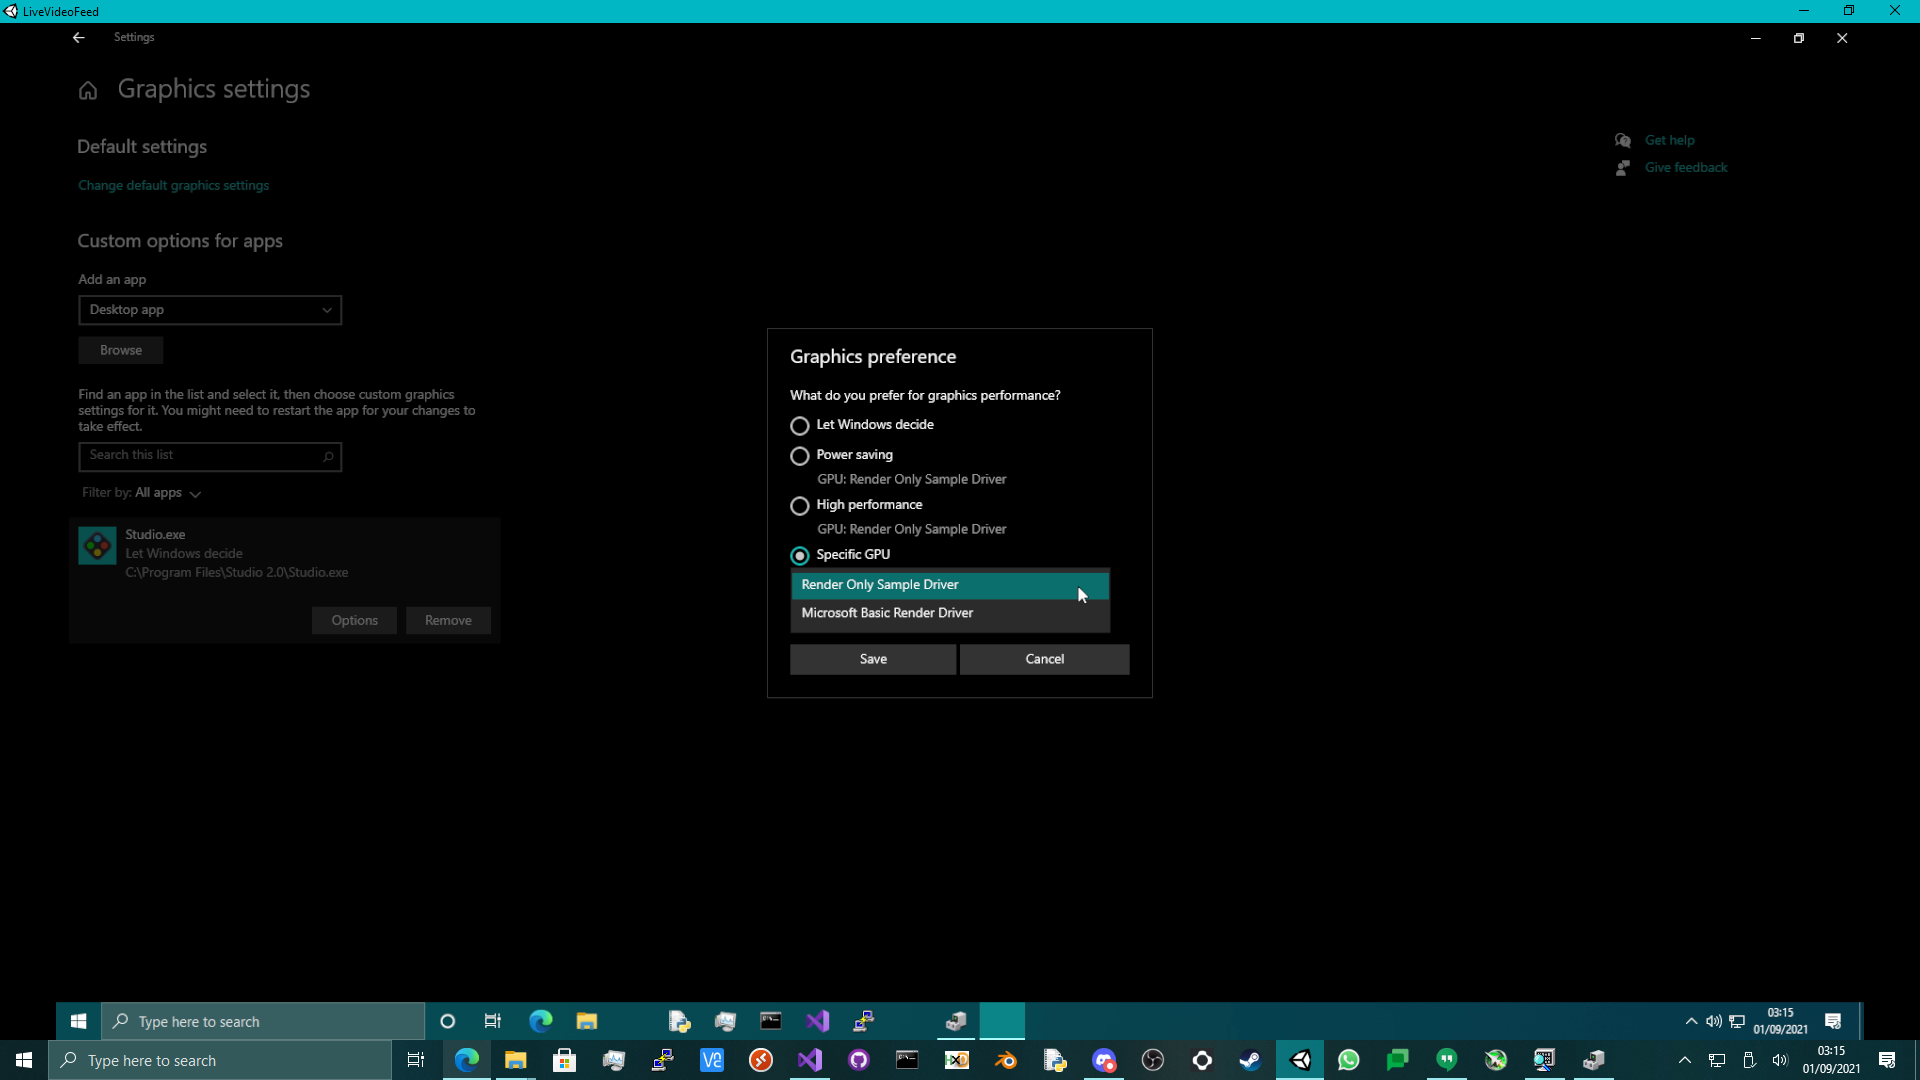 LiveVideoFeed
Settings
Graphics settings
Default settings
Change default graphics settings
Custom options for apps
Add an app
Desktop app
Browse
Find an app in the list and select it, then choose custom graphics
settings for it. You might need to restart the app for your changes to
take effect.
Search this list
Filter by: All apps
Studio.exe
Let Windows decide
C:\Program Files\Studio 2.0\Studio.exe
Options
Remove
Get help
Give feedback
Graphics preference
What do you prefer for graphics performance?
Let Windows decide
Power saving
GPU: Render Only Sample Driver
High performance
GPU: Render Only Sample Driver
Specific GPU
Render Only Sample Driver
Microsoft Basic Render Driver
Save
Cancel
Type here to search
03:15
01/09/2021
Type here to search
03:15
01/09/2021